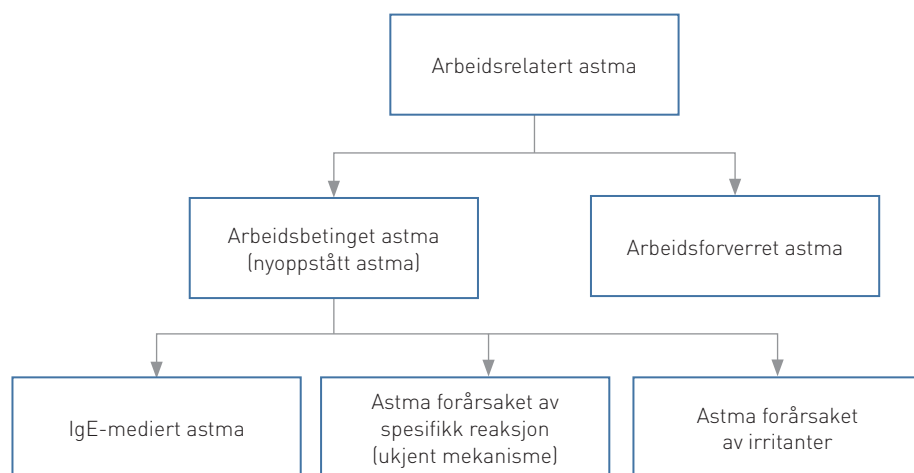 Arbeidsrelatert astma
Arbeidsbetinget astma
(nyoppstått astma)
Arbeidsforverret astma
IgE-mediert astma
Astma forårsaket av
spesifikk reaksjon
(ukjent mekanisme)
Astma forårsaket
av irritanter